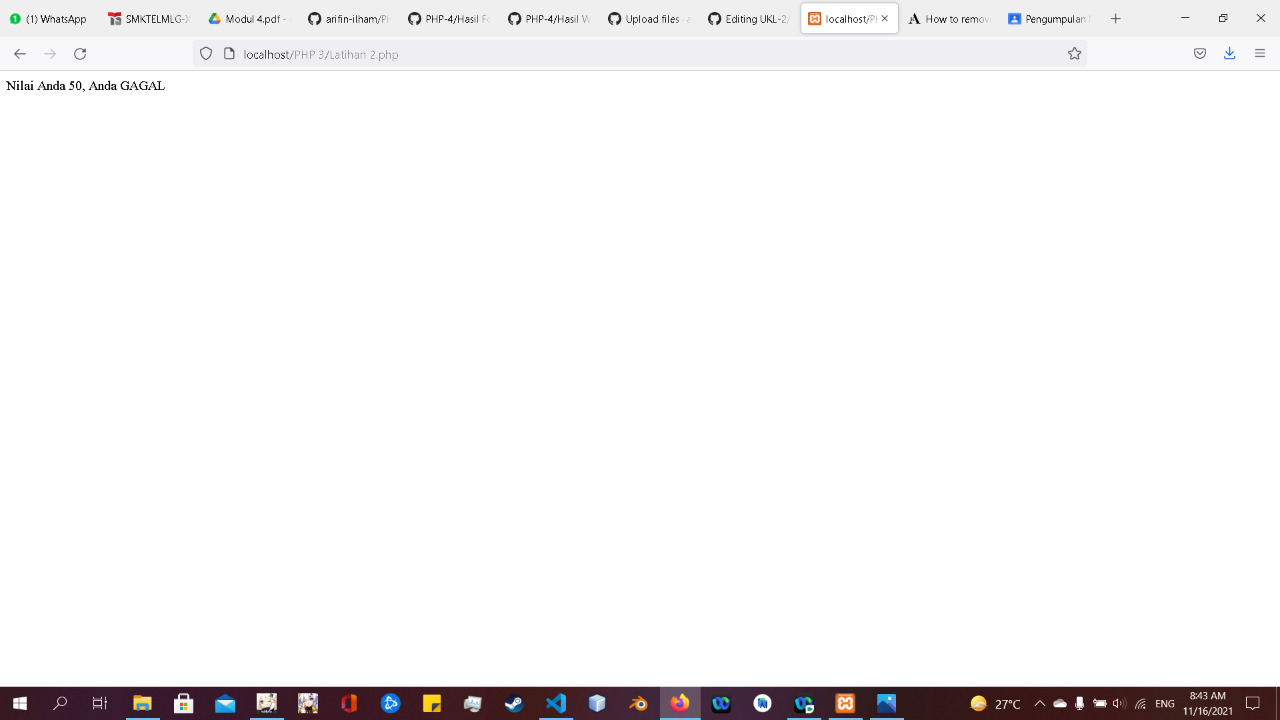 (1) WhatsApp
SMKTELMLG-X
Modul 4.pdf -
arifin-ilham/P
PHP-4/Hasil Fo
PHP-4/Hasil W
Upload files
Editing UKL-2/
localhost/P
How to remov
Pengumpulan
localhost/PHP 3/Latihan 2.php
Nilai Anda 50, Anda GAGAL
27°C
ENG
8:43 AM
11/16/2021